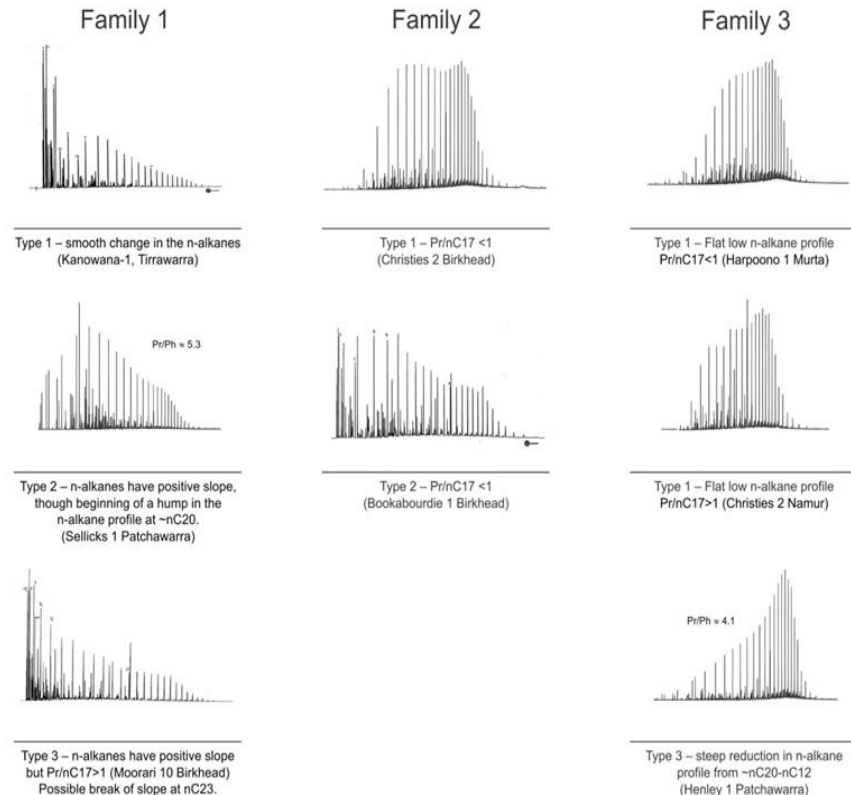 Family 1
Family 2
Family 3
Type 1 – smooth change in the n-alkanes
(Kanowana-1, Tirrawarra)
Type 1 – Pr/nC17 <1
(Christies 2 Birkhead)
Type 1 – Flat low n-alkane profile
Pr/nC17<1 (Harpoono 1 Murta)
Pr/Ph ≈ 5.3
Type 2 – n-alkanes have positive slope,
though beginning of a hump in the
n-alkane profile at ~nC20.
(Sellicks 1 Patchawarra)
Type 2 – Pr/nC17 <1
(Bookabourdie 1 Birkhead)
Type 1 – Flat low n-alkane profile
Pr/nC17>1 (Christies 2 Namur)
Pr/Ph ≈ 4.1
Type 3 – n-alkanes have positive slope
but Pr/nC17>1 (Moorari 10 Birkhead)
Possible break of slope at nC23.
Type 3 – steep reduction in n-alkane
profile from ~nC20-nC12
(Henley 1 Patchawarra)